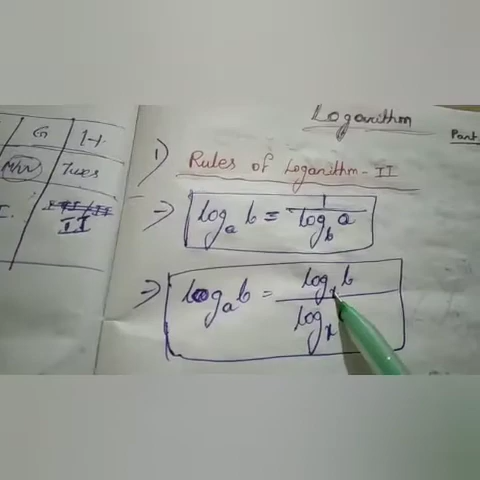 Logarithm
Part
1) Rules of Logarithm - II
⇒ log_a b = 1 / log_b a
⇒ log_a b = log_x b / log_x
G | H
M/W | Tues
I. | II